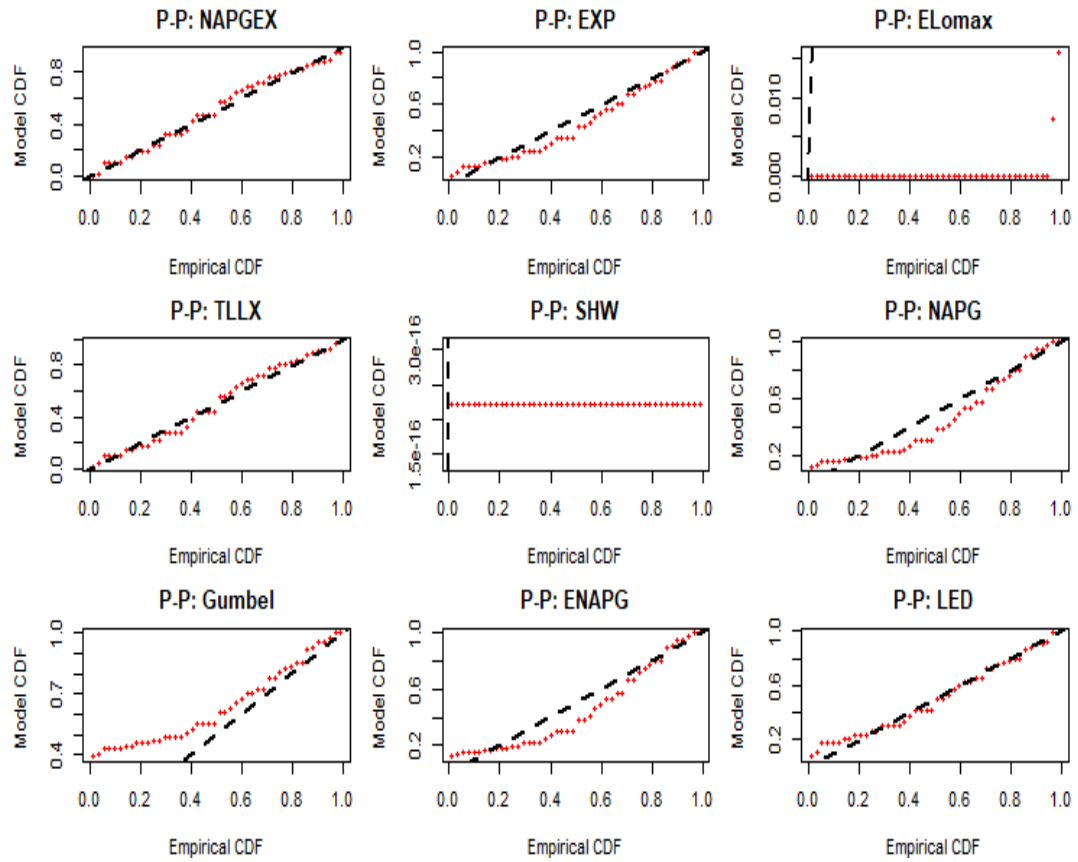 P-P: NAPGEX
P-P: EXP
P-P: ELomax
Model CDF
0.0 0.4 0.8
0.0 0.2 0.4 0.6 0.8 1.0
Empirical CDF
Model CDF
0.2 0.6 1.0
0.0 0.2 0.4 0.6 0.8 1.0
Empirical CDF
Model CDF
0.000 0.010
0.0 0.2 0.4 0.6 0.8 1.0
Empirical CDF
P-P: TLLX
P-P: SHW
P-P: NAPG
Model CDF
0.0 0.4 0.8
0.0 0.2 0.4 0.6 0.8 1.0
Empirical CDF
Model CDF
1.5e-16 3.0e-16
0.0 0.2 0.4 0.6 0.8 1.0
Empirical CDF
Model CDF
0.2 0.6 1.0
0.0 0.2 0.4 0.6 0.8 1.0
Empirical CDF
P-P: Gumbel
P-P: ENAPG
P-P: LED
Model CDF
0.4 0.7 1.0
0.0 0.2 0.4 0.6 0.8 1.0
Empirical CDF
Model CDF
0.2 0.6 1.0
0.0 0.2 0.4 0.6 0.8 1.0
Empirical CDF
Model CDF
0.2 0.6 1.0
0.0 0.2 0.4 0.6 0.8 1.0
Empirical CDF